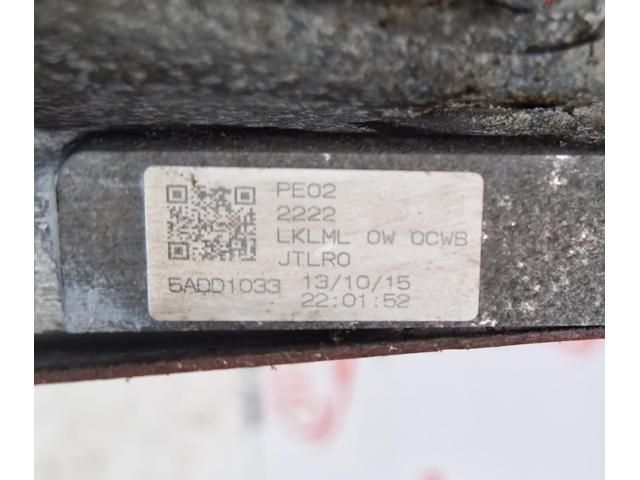 PE02
2222
LKLML 0W 0CWB
JTLR0
5ADD1033 13/10/15
22:01:52